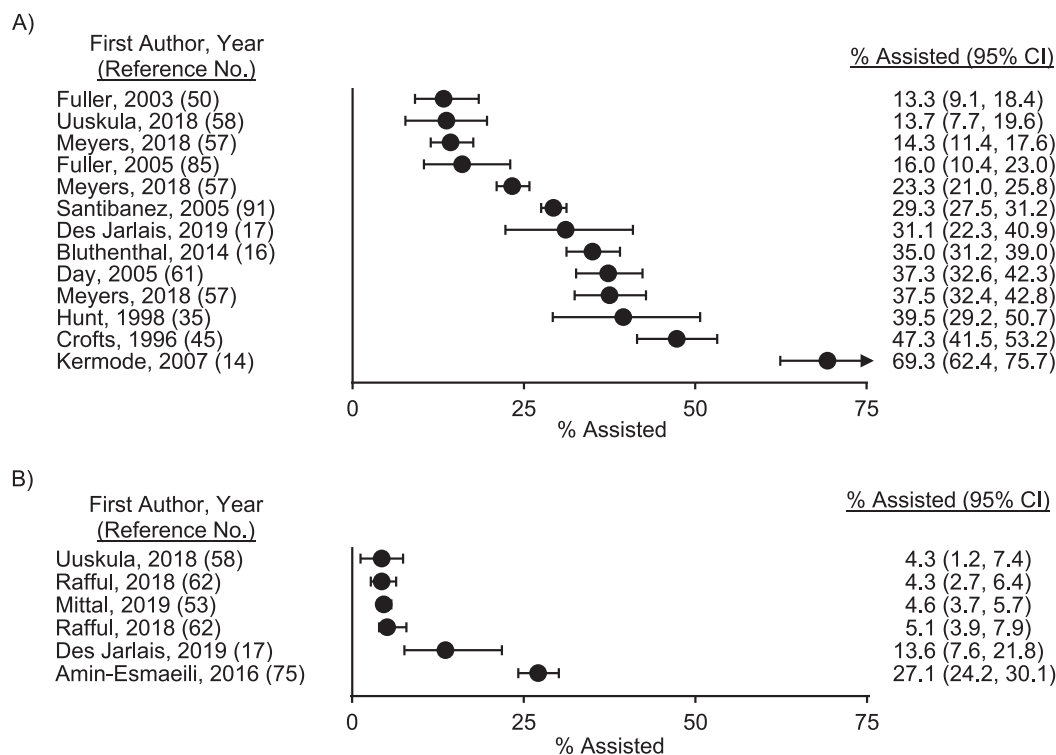 A)
First Author, Year
(Reference No.)
% Assisted (95% CI)
Fuller, 2003 (50) 13.3 (9.1, 18.4)
Uuskula, 2018 (58) 13.7 (7.7, 19.6)
Meyers, 2018 (57) 14.3 (11.4, 17.6)
Fuller, 2005 (85) 16.0 (10.4, 23.0)
Meyers, 2018 (57) 23.3 (21.0, 25.8)
Santibanez, 2005 (91) 29.3 (27.5, 31.2)
Des Jarlais, 2019 (17) 31.1 (22.3, 40.9)
Bluthenthal, 2014 (16) 35.0 (31.2, 39.0)
Day, 2005 (61) 37.3 (32.6, 42.3)
Meyers, 2018 (57) 37.5 (32.4, 42.8)
Hunt, 1998 (35) 39.5 (29.2, 50.7)
Crofts, 1996 (45) 47.3 (41.5, 53.2)
Kermode, 2007 (14) 69.3 (62.4, 75.7)
0 25 50 75
% Assisted
B)
First Author, Year
(Reference No.)
% Assisted (95% CI)
Uuskula, 2018 (58) 4.3 (1.2, 7.4)
Rafful, 2018 (62) 4.3 (2.7, 6.4)
Mittal, 2019 (53) 4.6 (3.7, 5.7)
Rafful, 2018 (62) 5.1 (3.9, 7.9)
Des Jarlais, 2019 (17) 13.6 (7.6, 21.8)
Amin-Esmaeili, 2016 (75) 27.1 (24.2, 30.1)
0 25 50 75
% Assisted